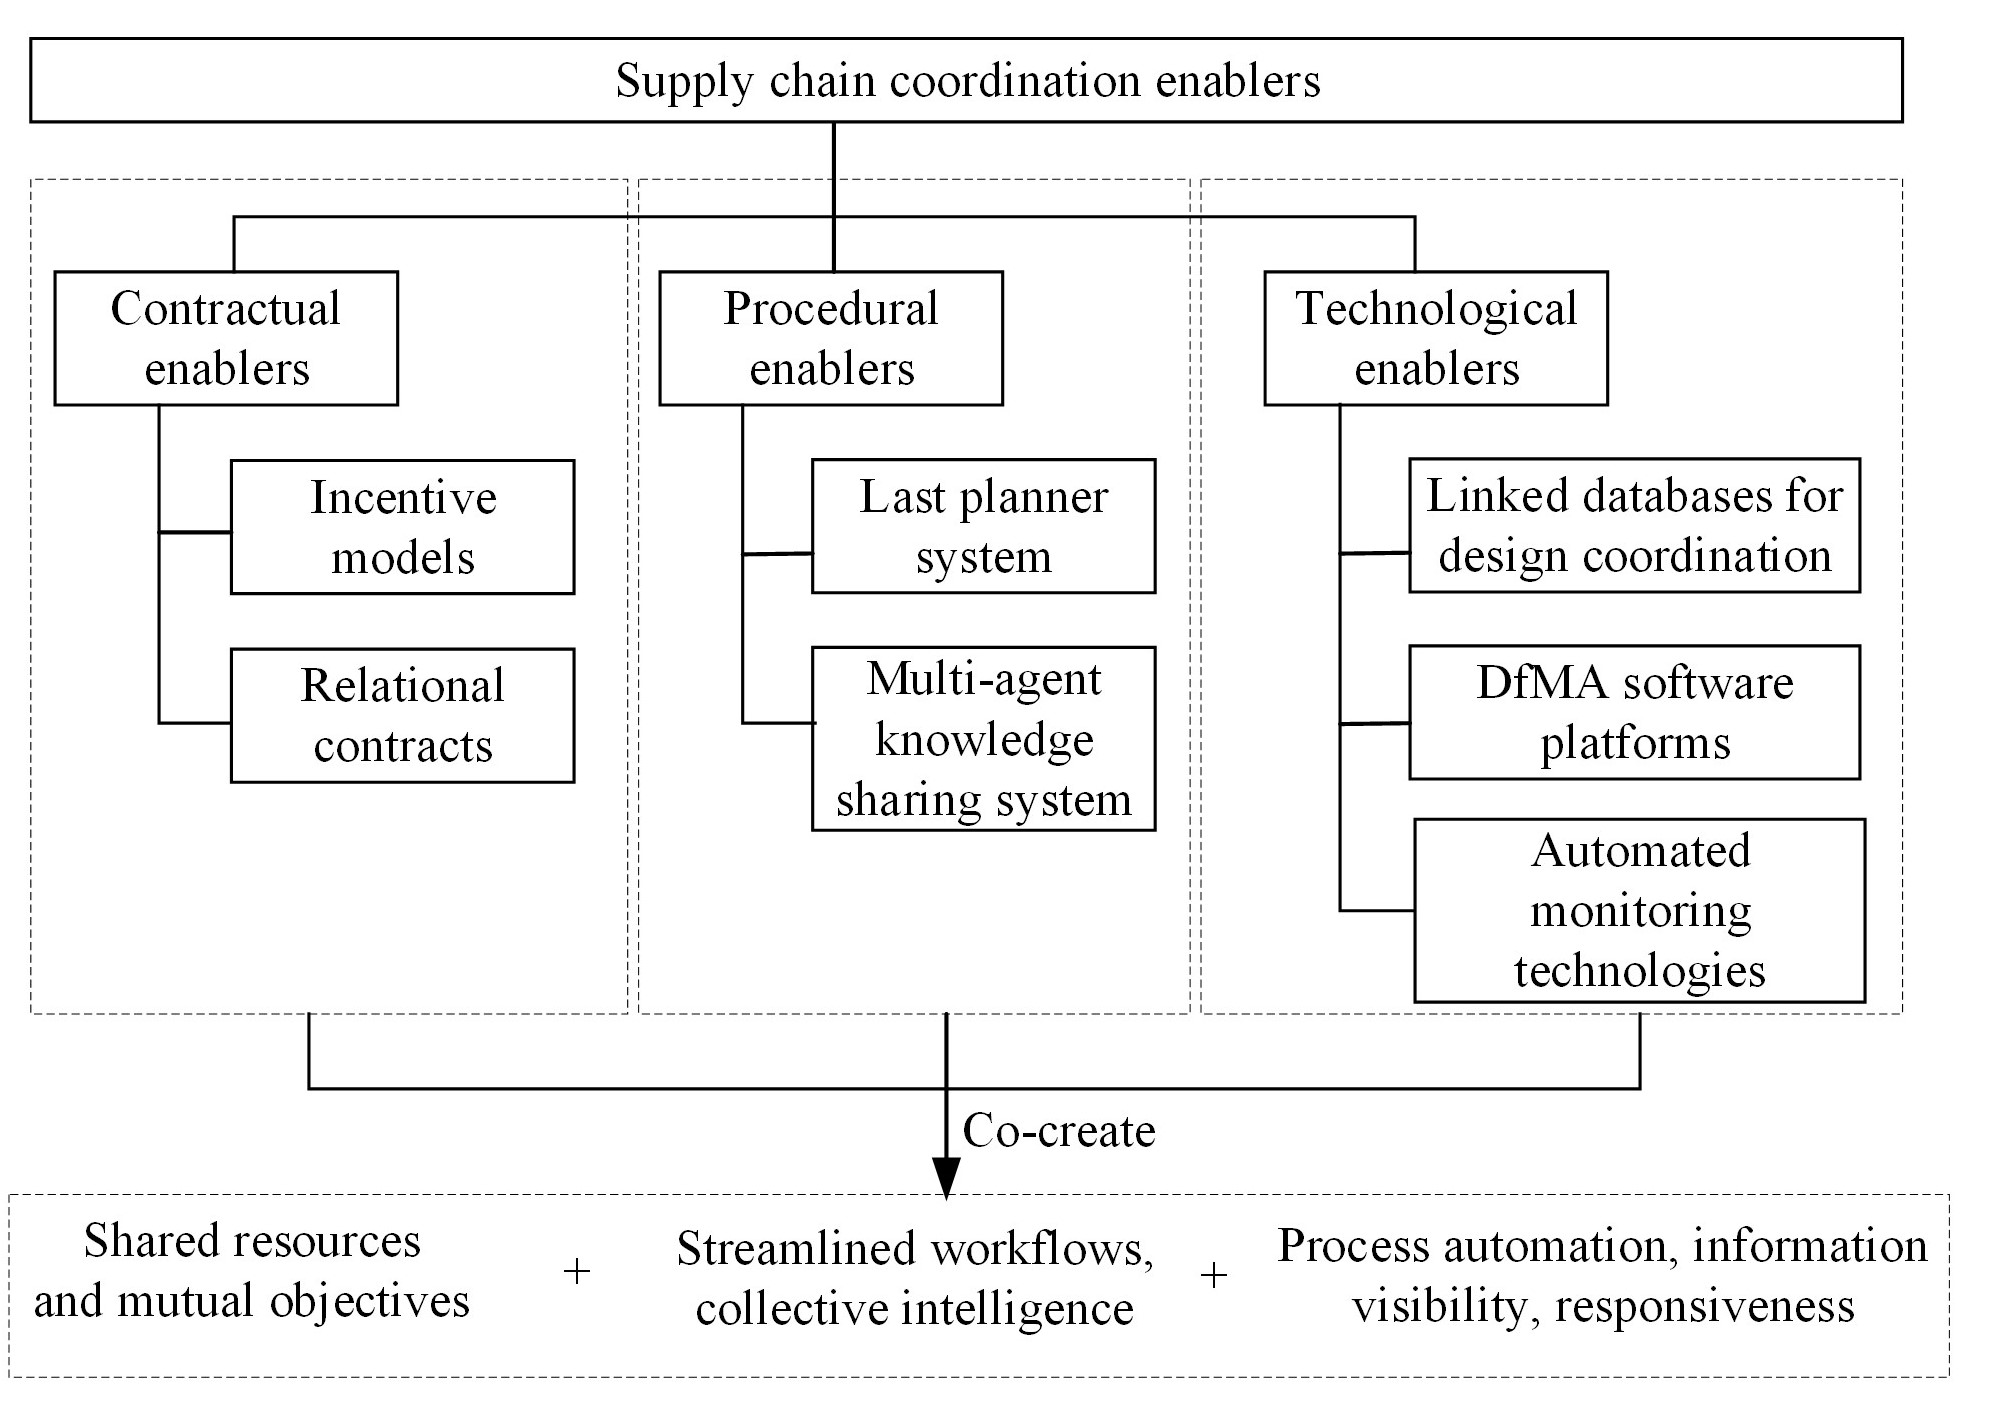 Supply chain coordination enablers
Contractual
enablers
Procedural
enablers
Technological
enablers
Incentive
models
Relational
contracts
Last planner
system
Multi-agent
knowledge
sharing system
Linked databases for
design coordination
DfMA software
platforms
Automated
monitoring
technologies
Co-create
Shared resources
and mutual objectives
+
Streamlined workflows,
collective intelligence
+
Process automation, information
visibility, responsiveness